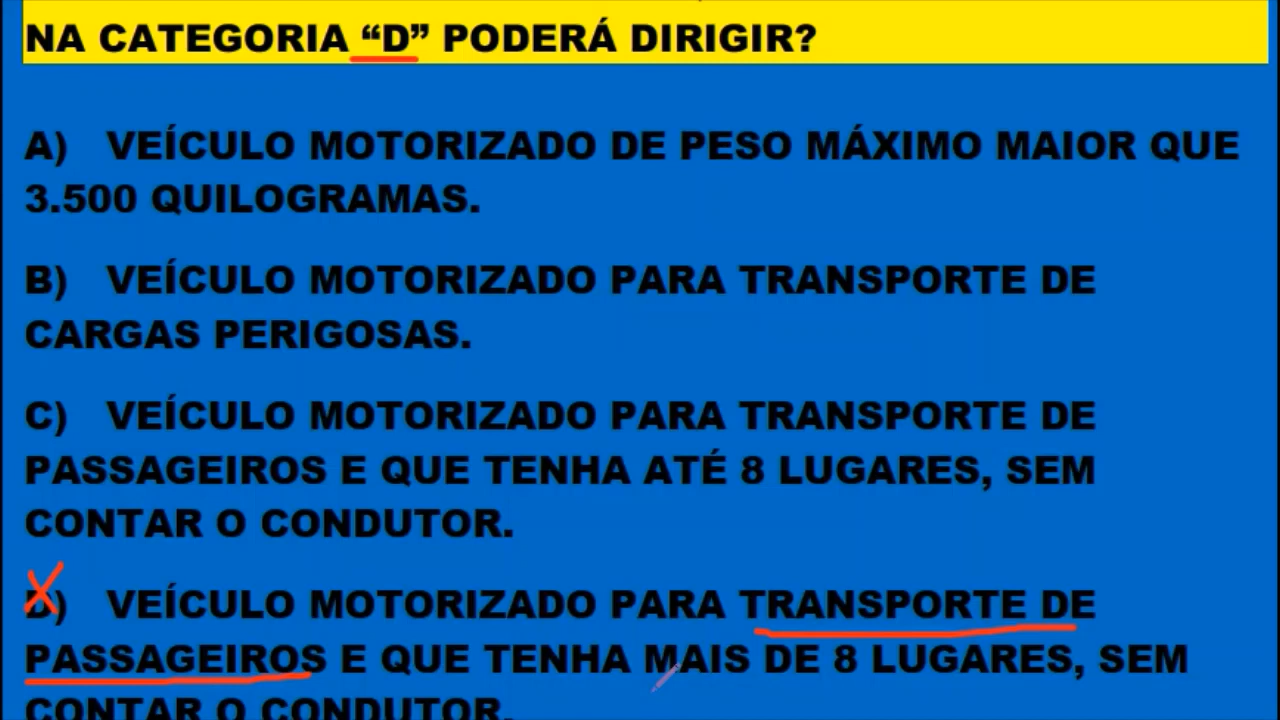 NA CATEGORIA “D” PODERÁ DIRIGIR?
A) VEÍCULO MOTORIZADO DE PESO MÁXIMO MAIOR QUE
3.500 QUILOGRAMAS.
B) VEÍCULO MOTORIZADO PARA TRANSPORTE DE
CARGAS PERIGOSAS.
C) VEÍCULO MOTORIZADO PARA TRANSPORTE DE
PASSAGEIROS E QUE TENHA ATÉ 8 LUGARES, SEM
CONTAR O CONDUTOR.
D) VEÍCULO MOTORIZADO PARA TRANSPORTE DE
PASSAGEIROS E QUE TENHA MAIS DE 8 LUGARES, SEM
CONTAR O CONDUTOR.